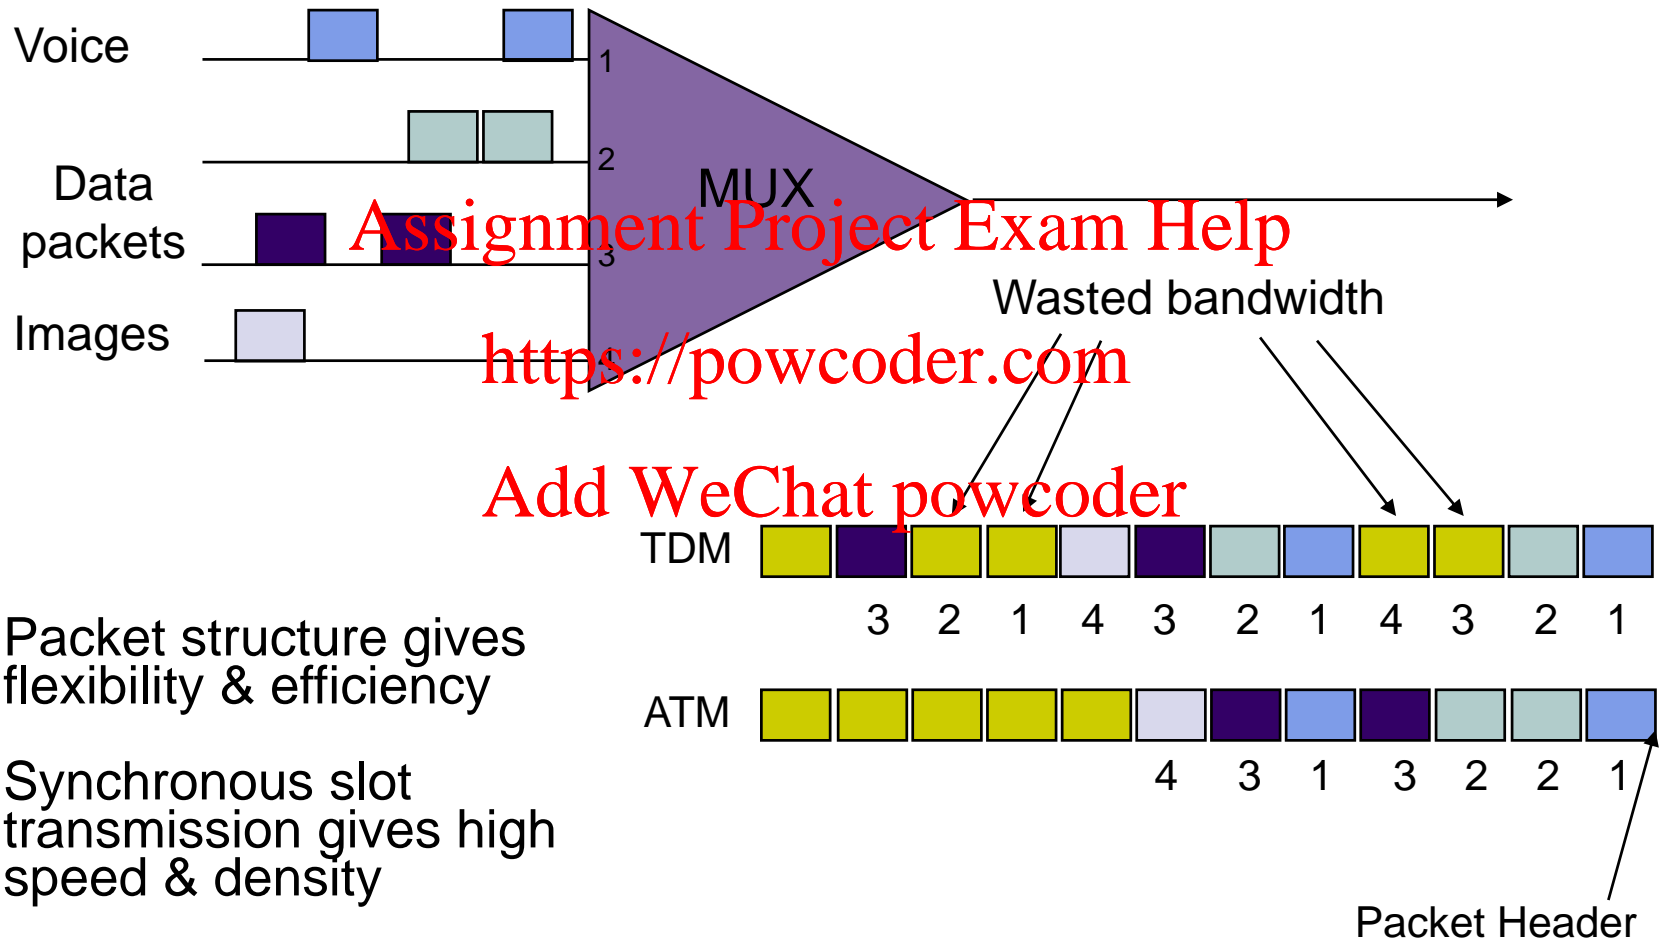 Voice
1
2
Data
packets
MUX
3
Assignment Project Exam Help
Wasted bandwidth
Images
4
https://powcoder.com
Add WeChat powcoder
TDM
3 2 1 4 3 2 1 4 3 2 1
Packet structure gives
flexibility & efficiency
ATM
4 3 1 3 2 2 1
Synchronous slot
transmission gives high
speed & density
Packet Header